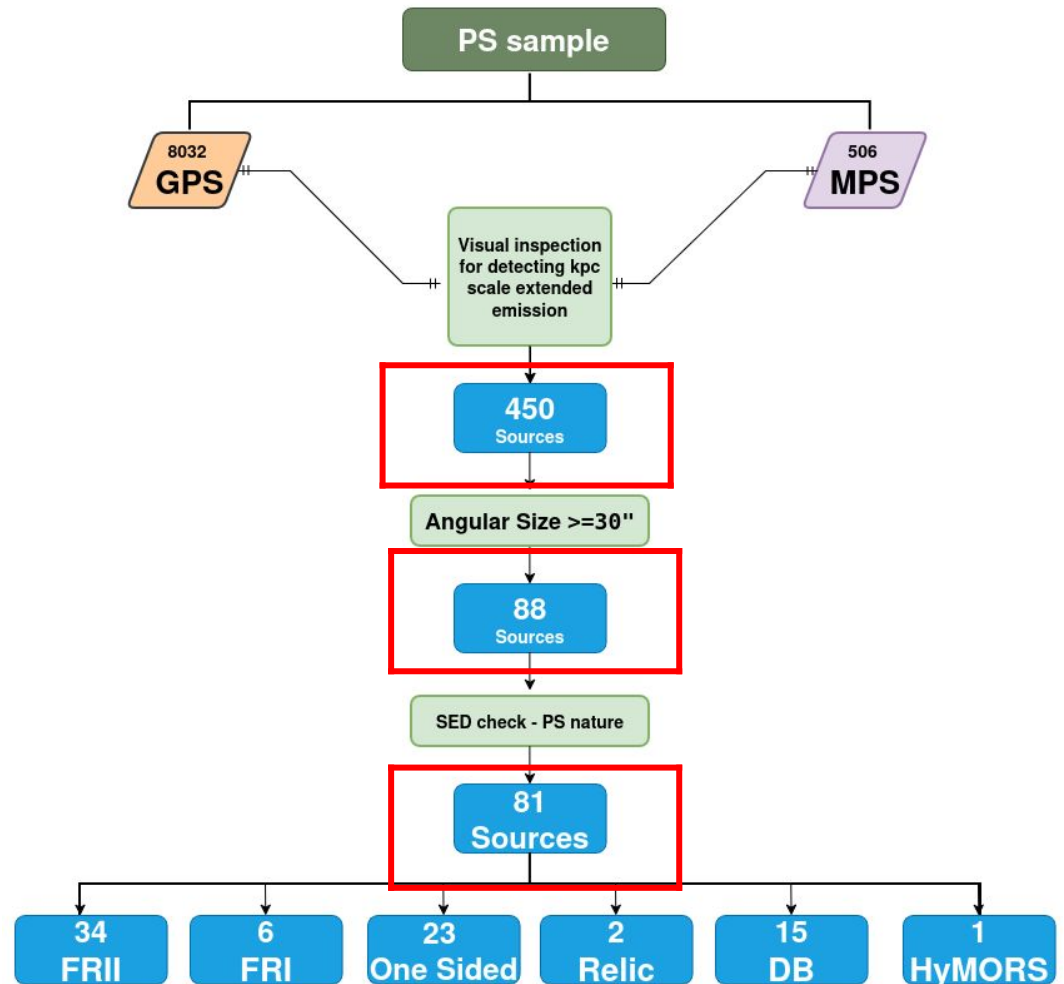 PS sample
8032
GPS
506
MPS
Visual inspection
for detecting kpc
scale extended
emission
450
Sources
Angular Size >=30"
88
Sources
SED check - PS nature
81
Sources
34
FRII
6
FRI
23
One Sided
2
Relic
15
DB
1
HyMORS